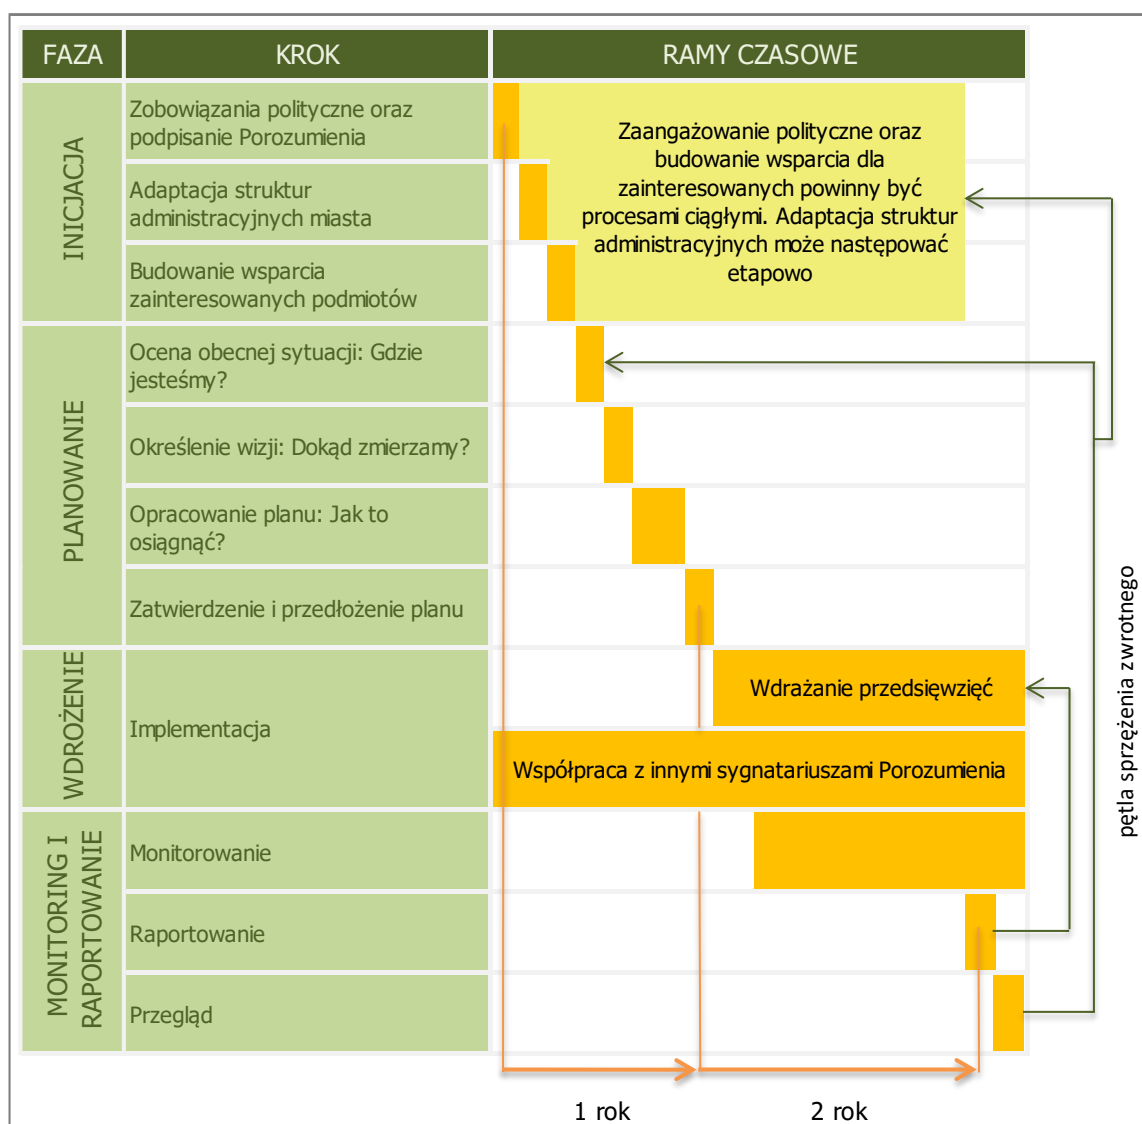 FAZA
KROK
RAMY CZASOWE
INICJACJA
Zobowiązania polityczne oraz
podpisanie Porozumienia
Adaptacja struktur
administracyjnych miasta
Budowanie wsparcia
zainteresowanych podmiotów
Zaangażowanie polityczne oraz
budowanie wsparcia dla
zainteresowanych powinny być
procesami ciągłymi. Adaptacja struktur
administracyjnych może następować
etapowo
PLANOWANIE
Ocena obecnej sytuacji: Gdzie
jesteśmy?
Określenie wizji: Dokąd zmierzamy?
Opracowanie planu: Jak to
osiągnąć?
Zatwierdzenie i przedłożenie planu
WDROŻENIE
Implementacja
Wdrażanie przedsięwzięć
Współpraca z innymi sygnatariuszami Porozumienia
MONITORING I
RAPORTOWANIE
Monitorowanie
Raportowanie
Przegląd
pętla sprzężenia zwrotnego
1 rok
2 rok